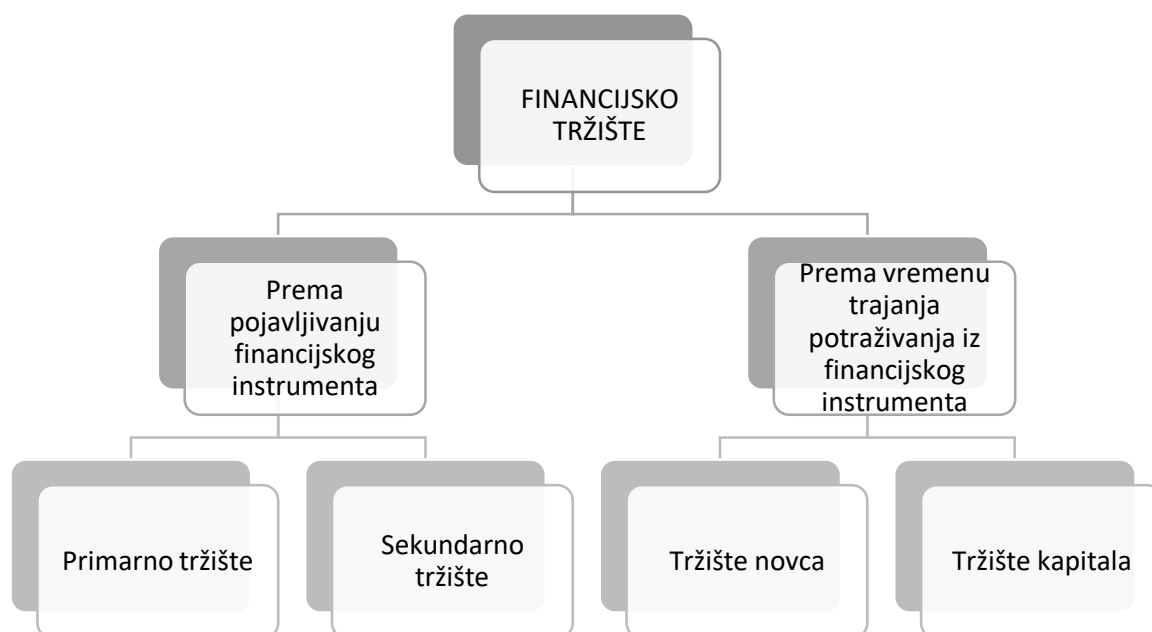 FINANCIJSKO
TRŽIŠTE
Prema
pojavljivanju
financijskog
instrumenta
Prema vremenu
trajanja
potraživanja iz
financijskog
instrumenta
Primarno tržište
Sekundarno
tržište
Tržište novca
Tržište kapitala